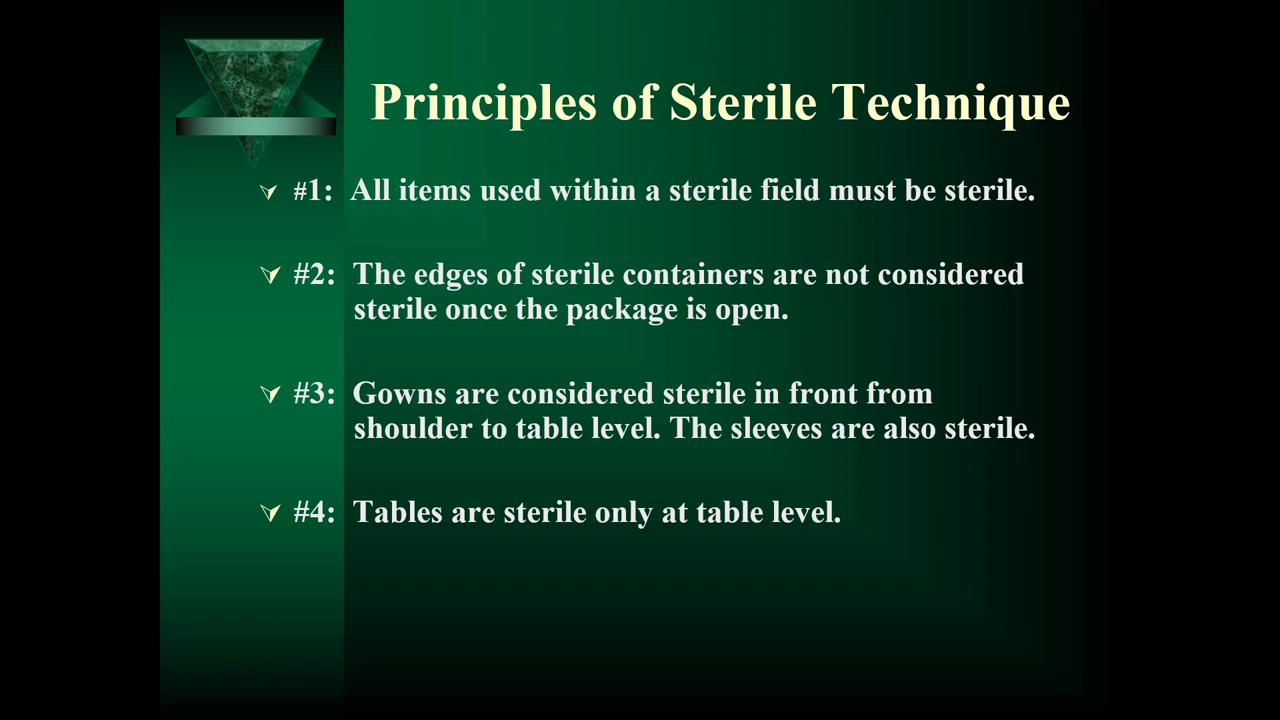 Principles of Sterile Technique
#1: All items used within a sterile field must be sterile.
#2: The edges of sterile containers are not considered
sterile once the package is open.
#3: Gowns are considered sterile in front from
shoulder to table level. The sleeves are also sterile.
#4: Tables are sterile only at table level.